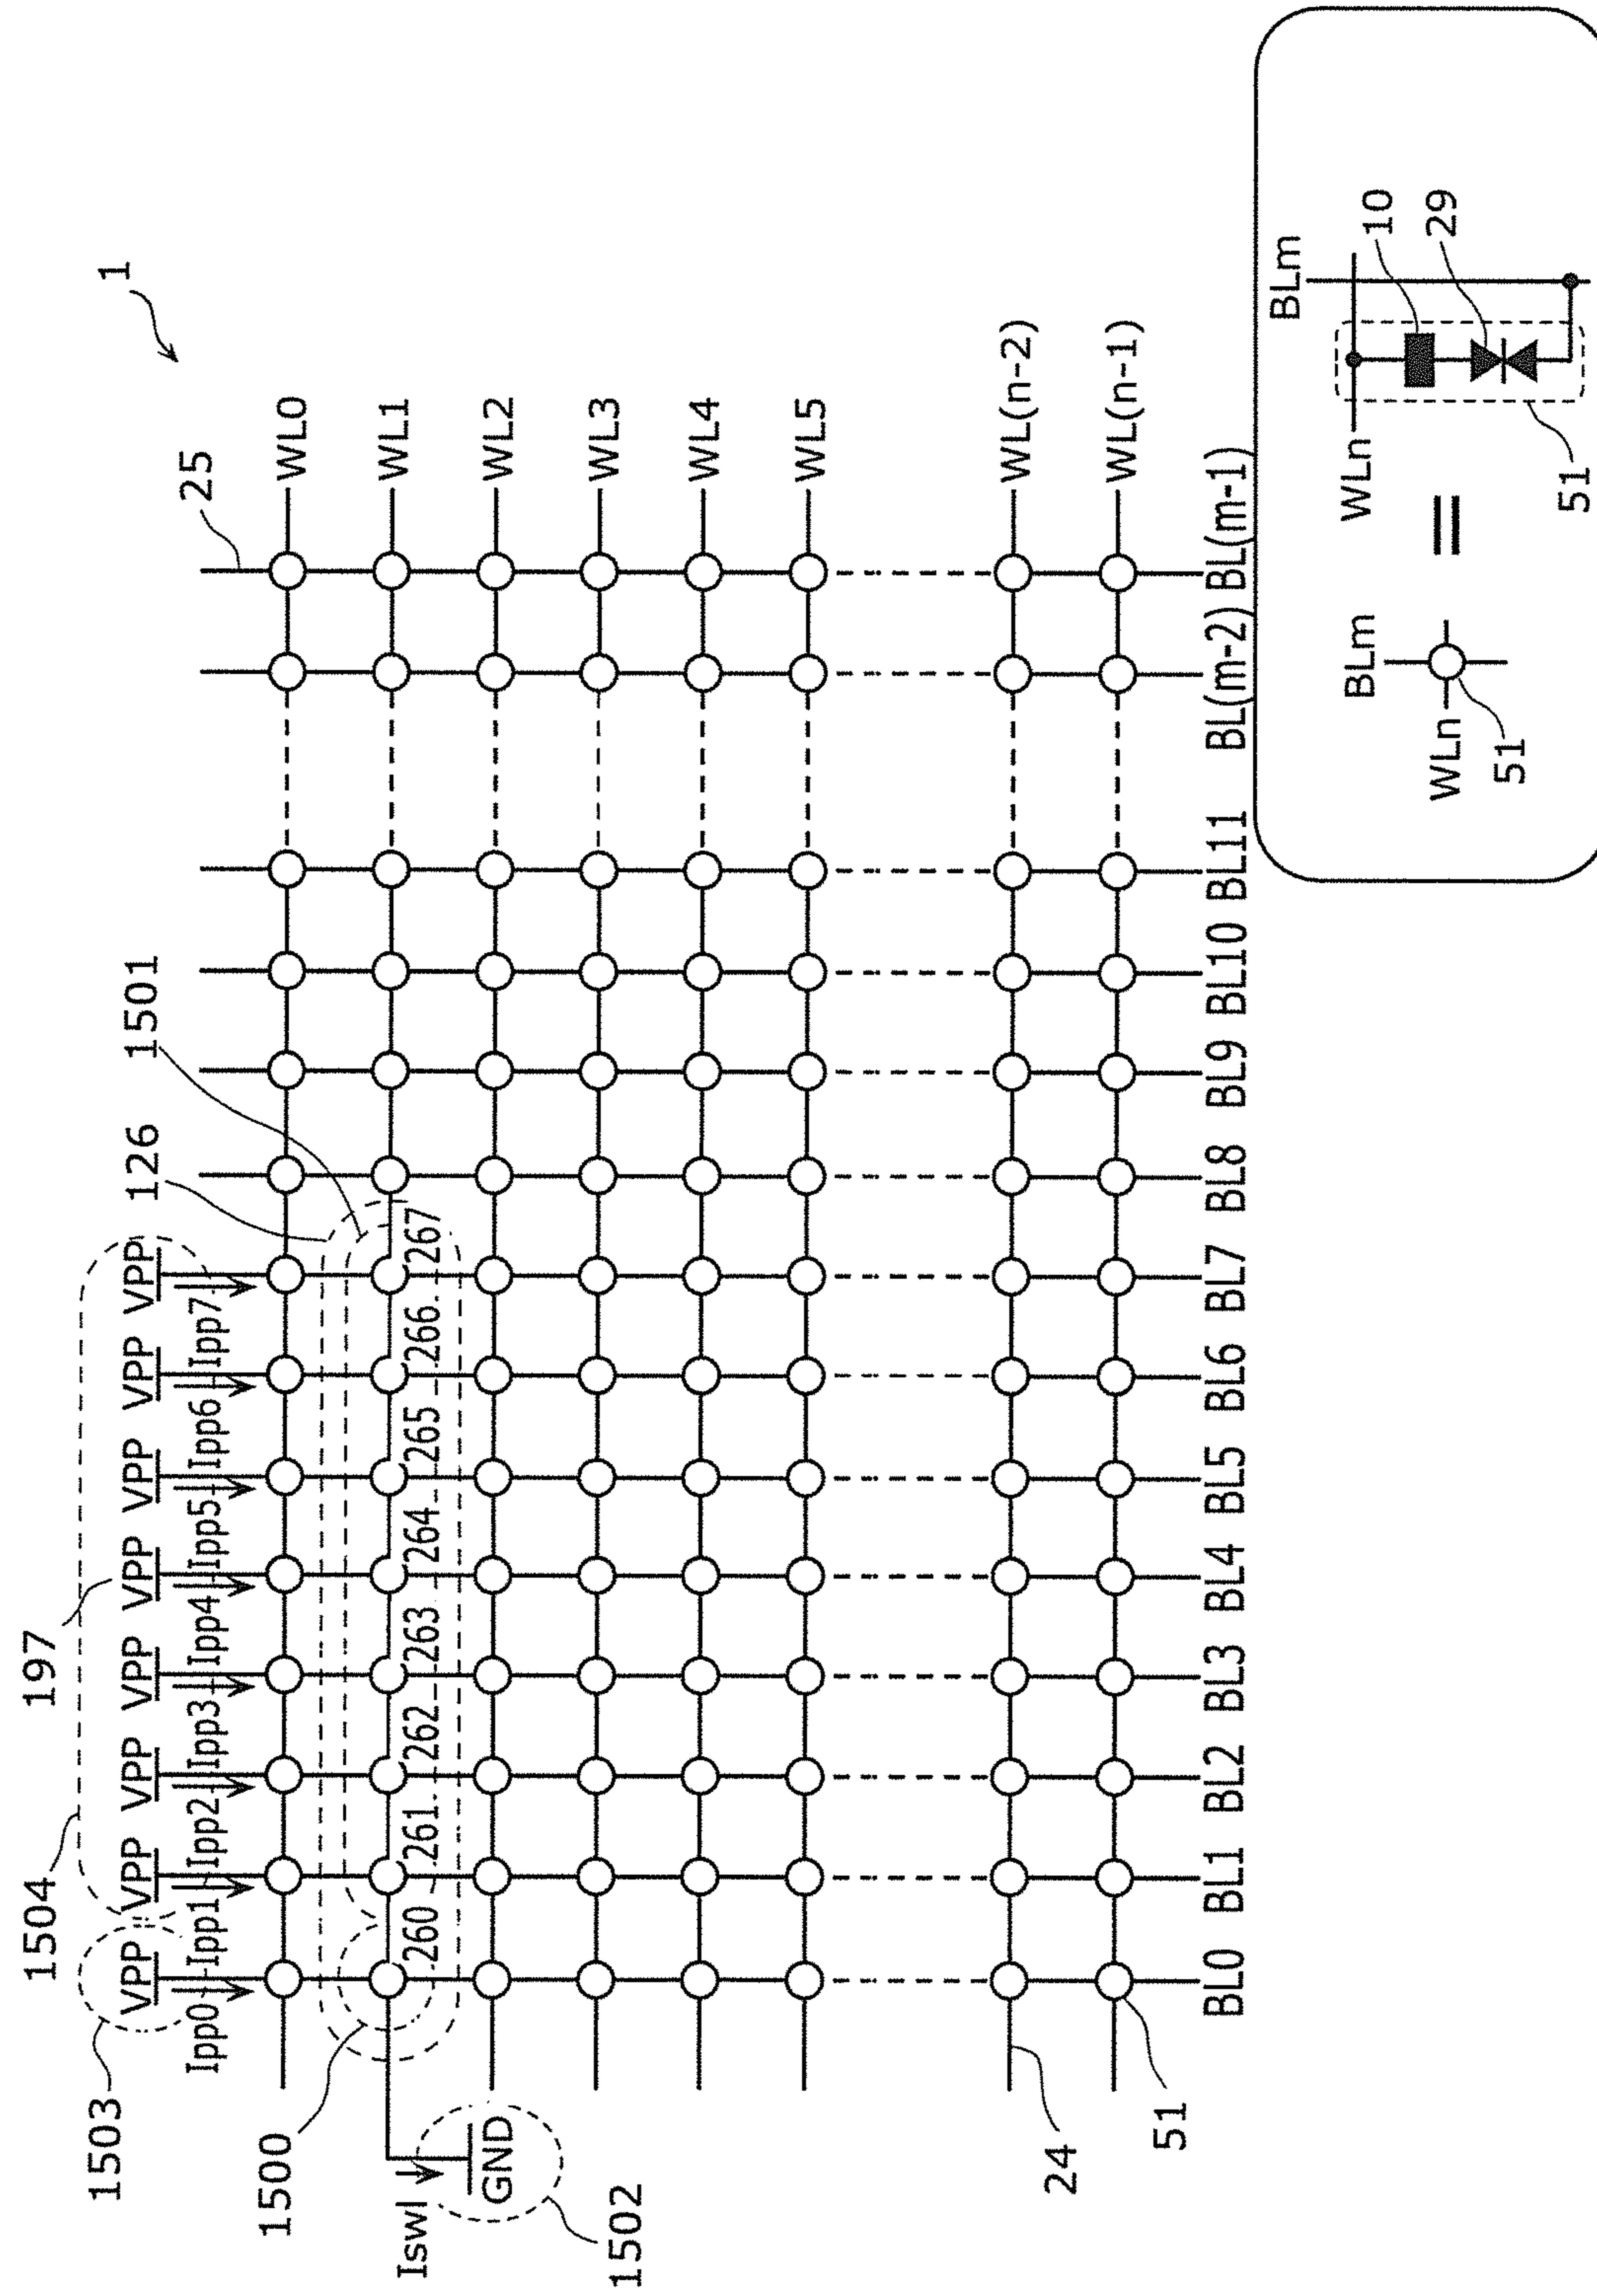 1
1504
197
1503
VPP VPP VPP VPP VPP VPP VPP VPP
126
1501
25
Ipp0 Ipp1 Ipp2 Ipp3 Ipp4 Ipp5 Ipp6 Ipp7
1500
WL0
260 261 262 263 264 265 266 267
WL1
Iswl
GND
1502
WL2
WL3
WL4
WL5
24
WL(n-2)
51
WL(n-1)
BL0 BL1 BL2 BL3 BL4 BL5 BL6 BL7 BL8 BL9 BL10 BL11 BL(m-2) BL(m-1)
BLm
WLn
51
=
BLm
WLn
10
29
51